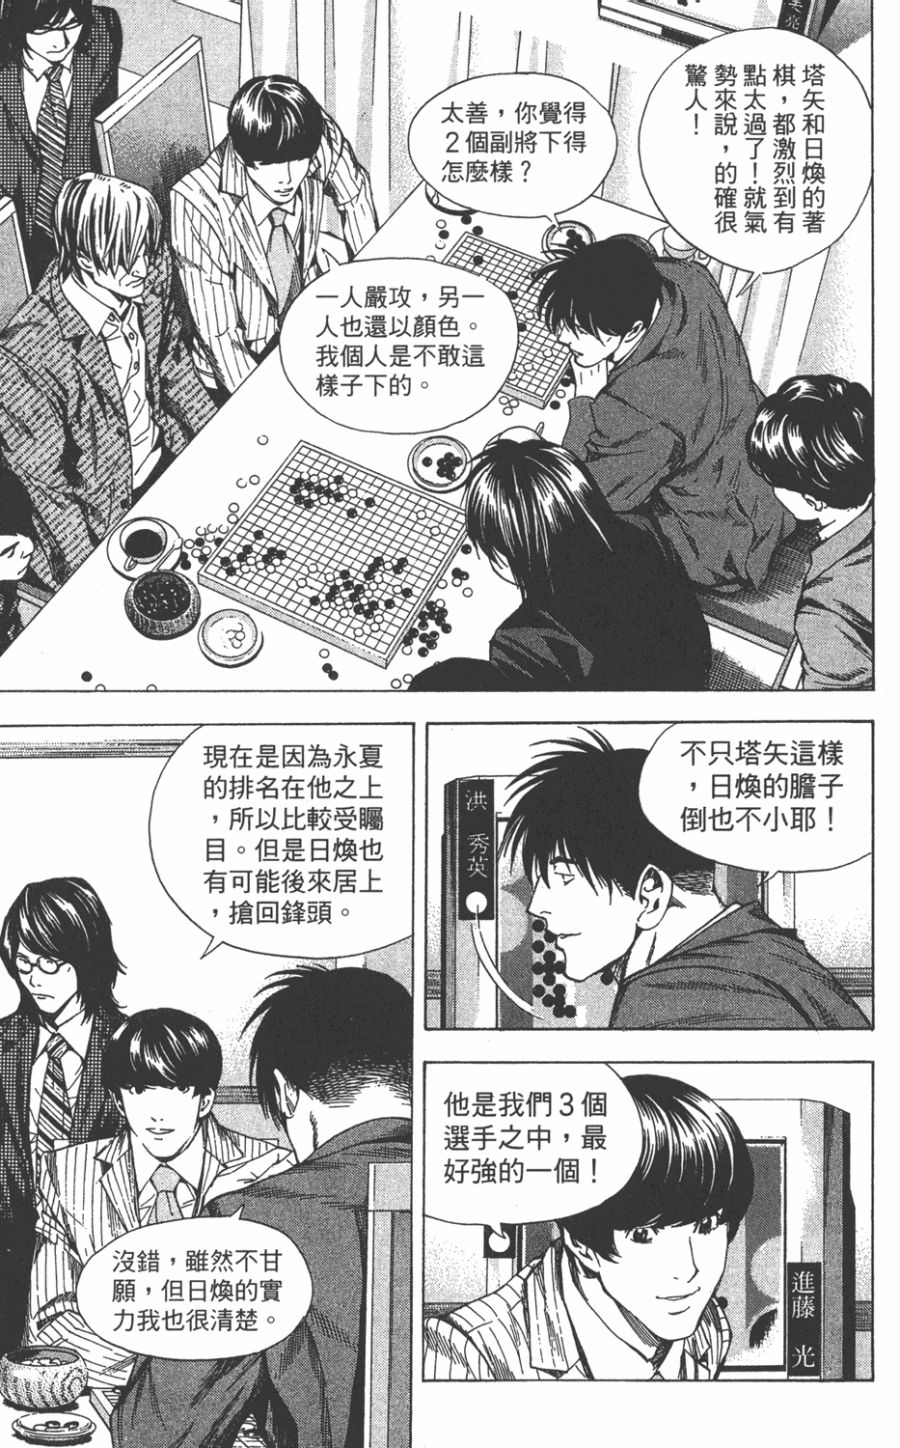 塔矢和日煥的著
棋，都激烈到有
點太過了！就氣
勢來說，的確很
驚人！
太善，你覺得
２個副將下得
怎麼樣？
一人嚴攻，另一
人也還以顏色。
我個人是不敢這
樣子下的。
不只塔矢這樣
，日煥的膽子
倒也不小耶！
洪 秀英
現在是因為永夏
的排名在他之上
，所以比較受矚
目。但是日煥也
有可能後來居上
，搶回鋒頭。
他是我們３個
選手之中，最
好強的一個！
進藤 光
沒錯，雖然不甘
願，但日煥的實
力我也很清楚。